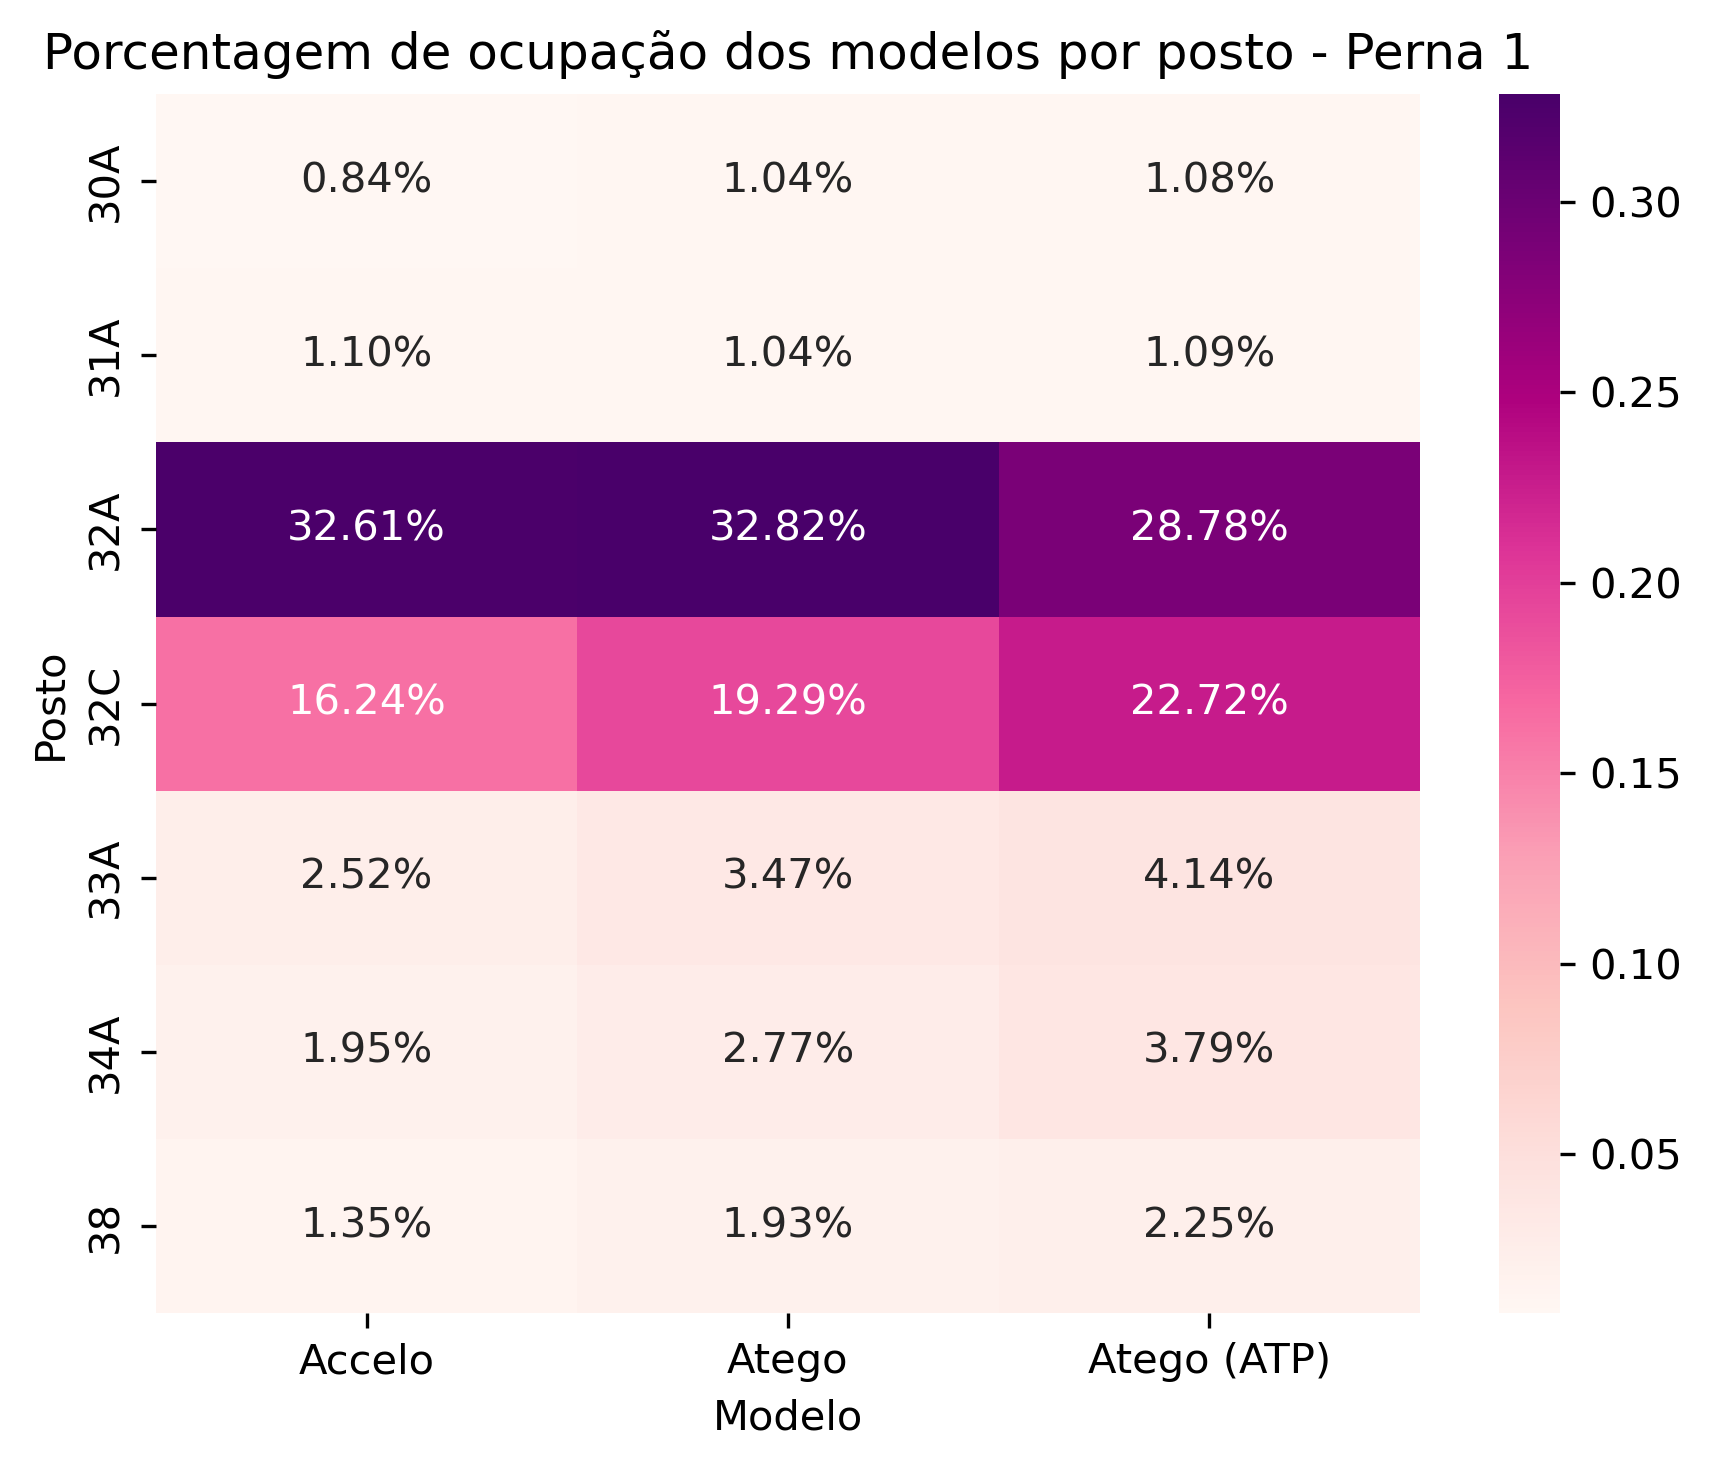 Porcentagem de ocupação dos modelos por posto - Perna 1
30A 0.84% 1.04% 1.08%
31A 1.10% 1.04% 1.09%
32A 32.61% 32.82% 28.78%
32C 16.24% 19.29% 22.72%
33A 2.52% 3.47% 4.14%
34A 1.95% 2.77% 3.79%
38 1.35% 1.93% 2.25%
Posto
Accelo Atego Atego (ATP)
Modelo
0.30
0.25
0.20
0.15
0.10
0.05